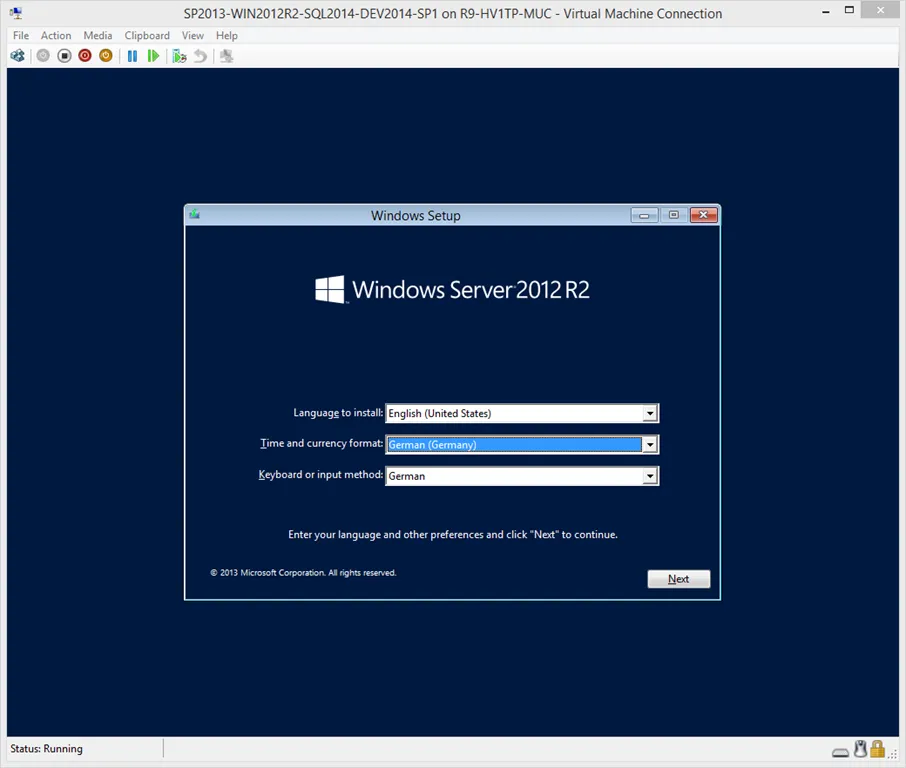 SP2013-WIN2012R2-SQL2014-DEV2014-SP1 on R9-HV1TP-MUC - Virtual Machine Connection
File Action Media Clipboard View Help
Windows Setup
Windows Server 2012 R2
Language to install: English (United States)
Time and currency format: German (Germany)
Keyboard or input method: German
Enter your language and other preferences and click "Next" to continue.
© 2013 Microsoft Corporation. All rights reserved.
Next
Status: Running